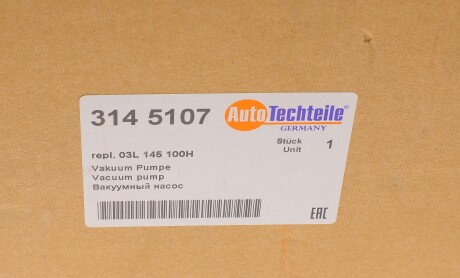 314 5107
AutoTechteile®
GERMANY
Stück
Unit 1
repl. 03L 145 100H
Vakuum Pumpe
Vacuum pump
Вакуумный насос
EAC